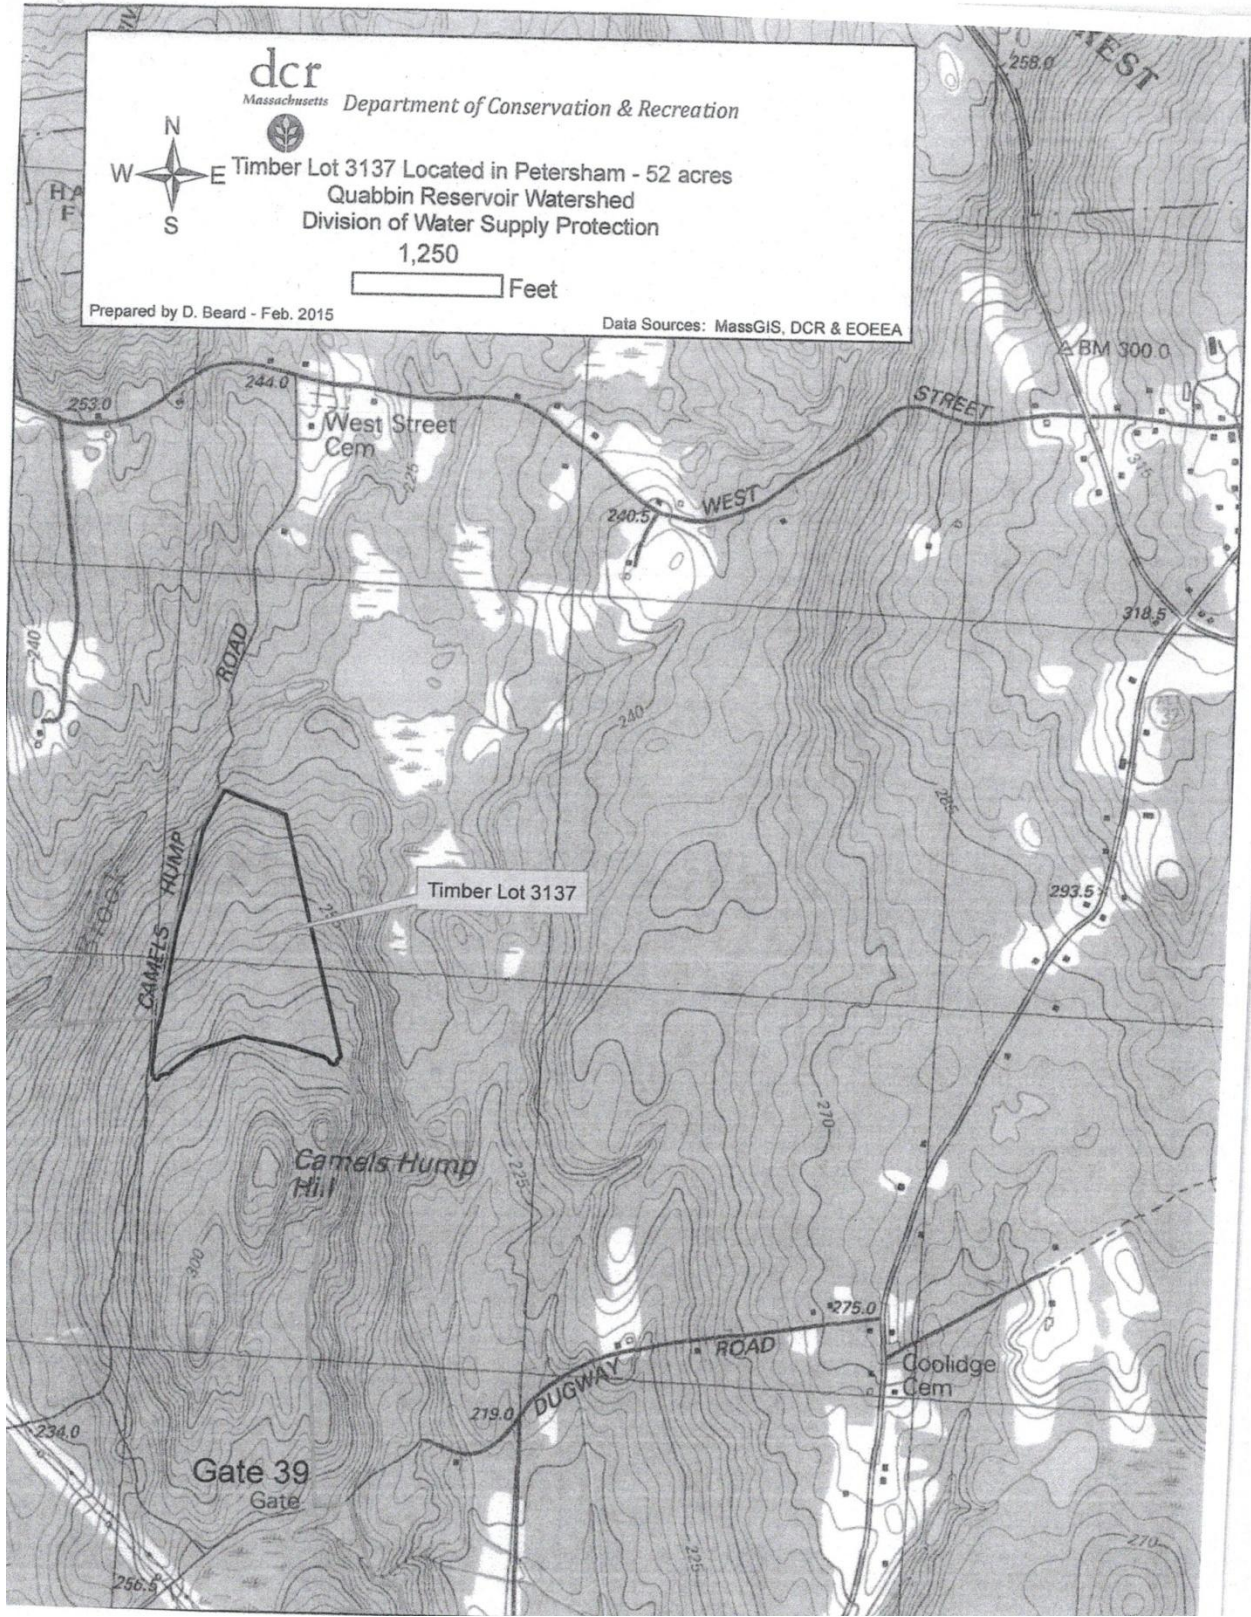 dcr
Massachusetts
Department of Conservation & Recreation
N
W
E
S
Timber Lot 3137 Located in Petersham - 52 acres
Quabbin Reservoir Watershed
Division of Water Supply Protection
1,250
Feet
Prepared by D. Beard - Feb. 2015
Data Sources: MassGIS, DCR & EOEEA
258.0
BM 300.0
244.0
253.0
West Street
Cem
225
STREET
WEST
240.5
315
318.5
240
ROAD
240
285
CAMELS HUMP
Brook
Timber Lot 3137
293.5
270
Camels Hump
Hill
225
300
275.0
ROAD
DUGWAY
Coolidge
Cem
219.0
234.0
Gate 39
Gate
225
270
256.5